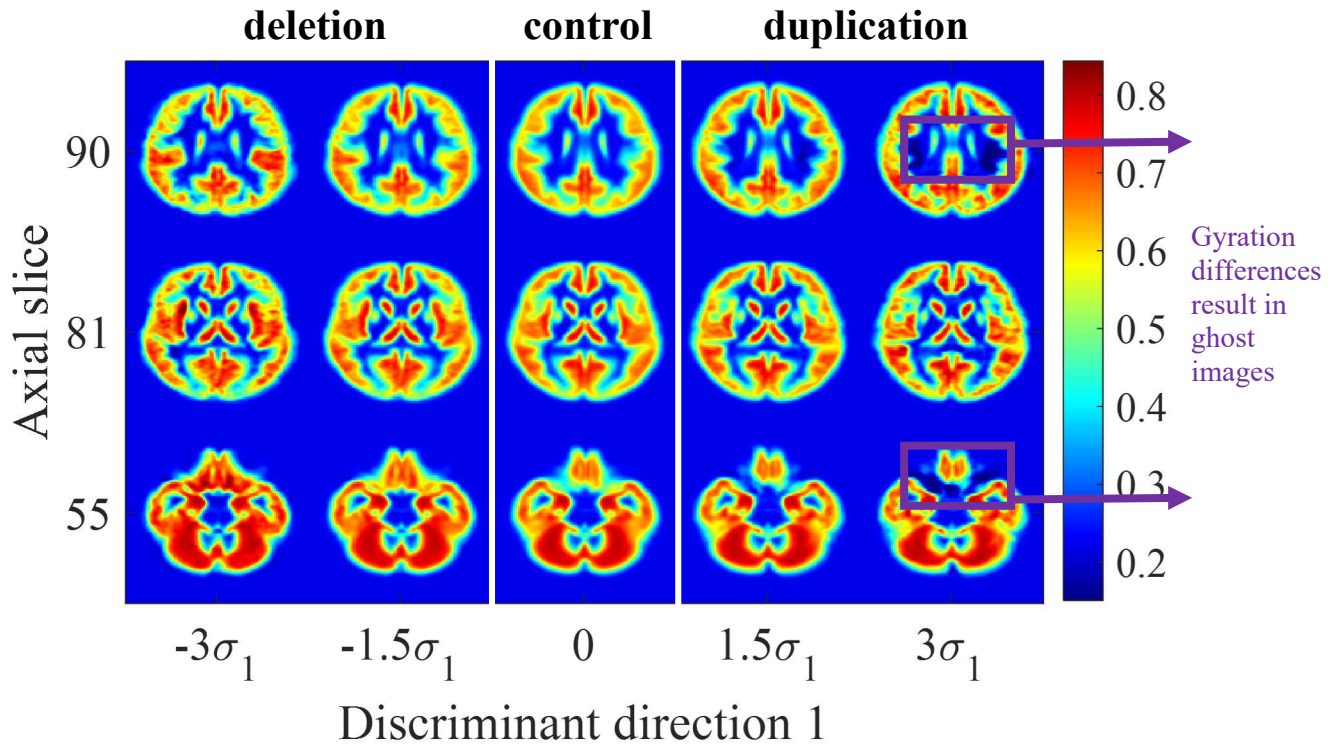 deletion control duplication
Axial slice
90
81
55
0.8
0.7
0.6
0.5
0.4
0.3
0.2
Gyration
differences
result in
ghost
images
-3σ1 -1.5σ1 0 1.5σ1 3σ1
Discriminant direction 1